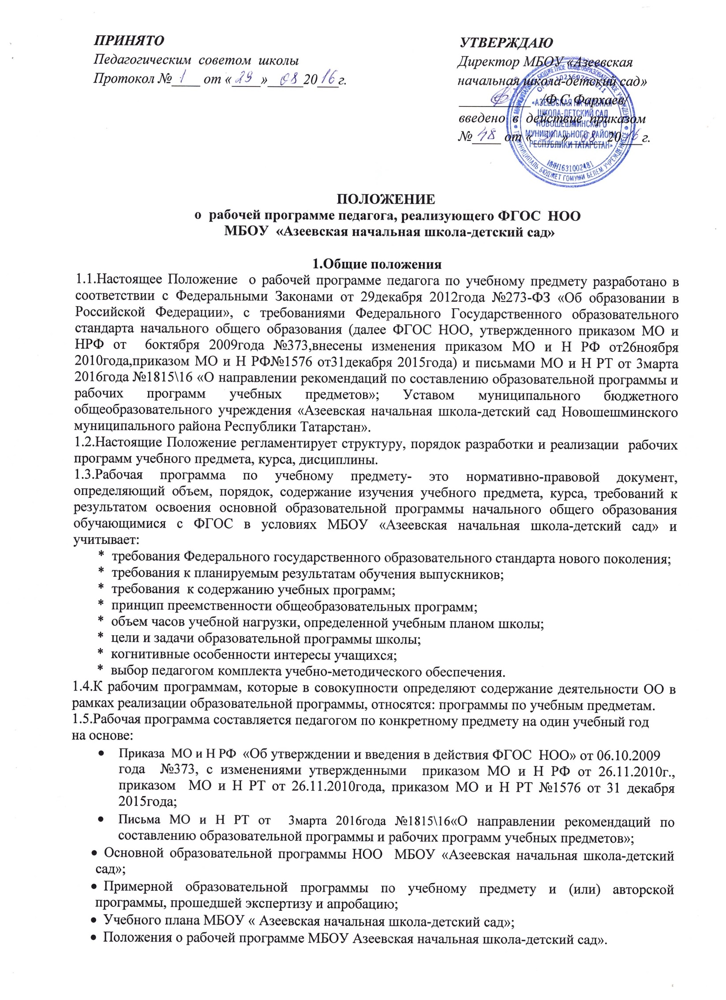 ПРИНЯТО
Педагогическим советом школы
Протокол № 1 от « 29 » 08 2016 г.
УТВЕРЖДАЮ
Директор МБОУ «Азеевская
начальная школа-детский сад»
/Ф.С.Фархаев/
введено в действие приказом
№ 48 от « 31 » 08 2016 г.
«АЗЕЕВСКАЯ НАЧАЛЬНАЯ
ШКОЛА-ДЕТСКИЙ САД
НОВОШЕШМИНСКОГО
МУНИЦИПАЛЬНОГО РАЙОНА
РЕСПУБЛИКИ ТАТАРСТАН»
ИНН1631002481
БЮДЖЕТНОЕ ОБЩЕОБРАЗОВАТЕЛЬНОЕ УЧРЕЖДЕНИЕ
МУНИЦИПАЛЬ БЮДЖЕТ ГОМУМИ БЕЛЕМ УЧРЕЖДЕНИЕСЕ
ПОЛОЖЕНИЕ
о рабочей программе педагога, реализующего ФГОС НОО
МБОУ «Азеевская начальная школа-детский сад»
1.Общие положения
1.1.Настоящее Положение о рабочей программе педагога по учебному предмету разработано в
соответствии с Федеральными Законами от 29декабря 2012года №273-ФЗ «Об образовании в
Российской Федерации», с требованиями Федерального Государственного образовательного
стандарта начального общего образования (далее ФГОС НОО, утвержденного приказом МО и
НРФ от 6октября 2009года №373,внесены изменения приказом МО и Н РФ от26ноября
2010года,приказом МО и Н РФ№1576 от31декабря 2015года) и письмами МО и Н РТ от 3марта
2016года №1815\16 «О направлении рекомендаций по составлению образовательной программы и
рабочих программ учебных предметов»; Уставом муниципального бюджетного
общеобразовательного учреждения «Азеевская начальная школа-детский сад Новошешминского
муниципального района Республики Татарстан».
1.2.Настоящие Положение регламентирует структуру, порядок разработки и реализации рабочих
программ учебного предмета, курса, дисциплины.
1.3.Рабочая программа по учебному предмету- это нормативно-правовой документ,
определяющий объем, порядок, содержание изучения учебного предмета, курса, требований к
результатом освоения основной образовательной программы начального общего образования
обучающимися с ФГОС в условиях МБОУ «Азеевская начальная школа-детский сад» и
учитывает:
* требования Федерального государственного образовательного стандарта нового поколения;
* требования к планируемым результатам обучения выпускников;
* требования к содержанию учебных программ;
* принцип преемственности общеобразовательных программ;
* объем часов учебной нагрузки, определенной учебным планом школы;
* цели и задачи образовательной программы школы;
* когнитивные особенности интересы учащихся;
* выбор педагогом комплекта учебно-методического обеспечения.
1.4.К рабочим программам, которые в совокупности определяют содержание деятельности ОО в
рамках реализации образовательной программы, относятся: программы по учебным предметам.
1.5.Рабочая программа составляется педагогом по конкретному предмету на один учебный год
на основе:
• Приказа МО и Н РФ «Об утверждении и введения в действия ФГОС НОО» от 06.10.2009
года №373, с изменениями утвержденными приказом МО и Н РФ от 26.11.2010г.,
приказом МО и Н РТ от 26.11.2010года, приказом МО и Н РТ №1576 от 31 декабря
2015года;
• Письма МО и Н РТ от 3марта 2016года №1815\16«О направлении рекомендаций по
составлению образовательной программы и рабочих программ учебных предметов»;
• Основной образовательной программы НОО МБОУ «Азеевская начальная школа-детский
сад»;
• Примерной образовательной программы по учебному предмету и (или) авторской
программы, прошедшей экспертизу и апробацию;
• Учебного плана МБОУ « Азеевская начальная школа-детский сад»;
• Положения о рабочей программе МБОУ Азеевская начальная школа-детский сад».